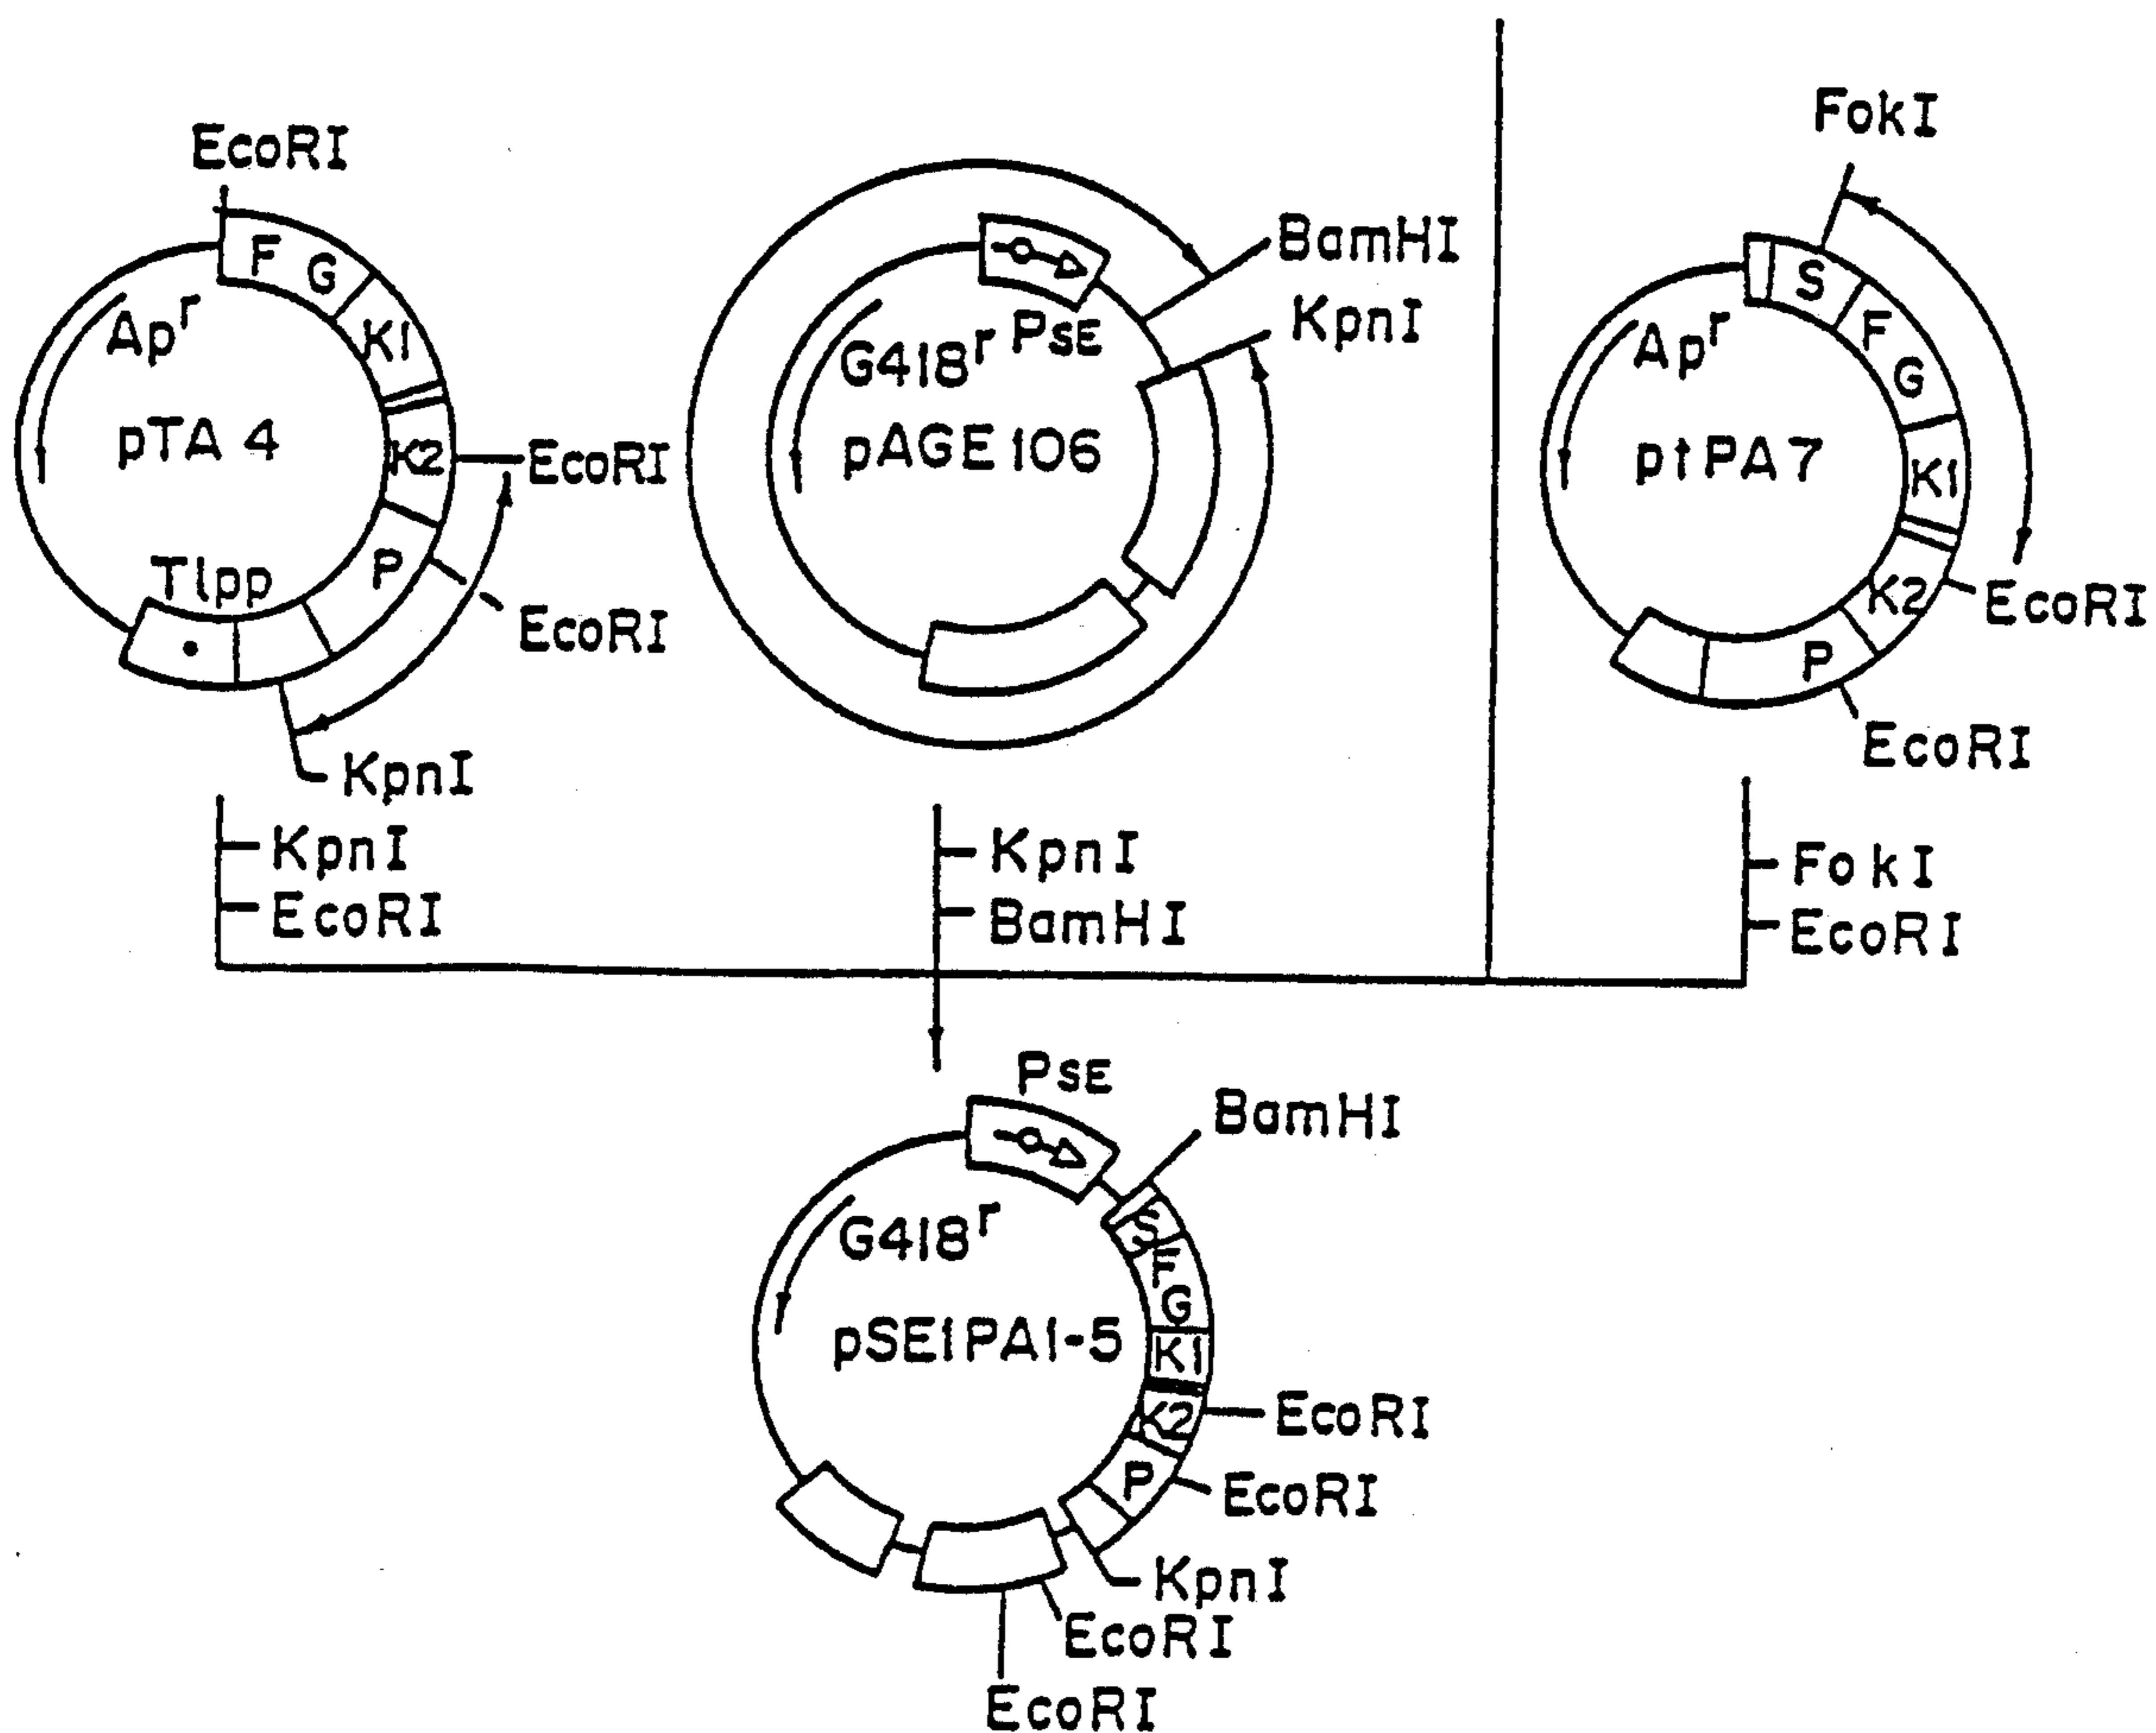 EcoRI
F
G
K1
K2
P
Tlpp
Apr
pTA 4
EcoRI
EcoRI
KpnI
BamHI
KpnI
PSE
G418r
pAGE106
FokI
S
F
G
K1
K2
P
Apr
ptPA7
EcoRI
EcoRI
KpnI
EcoRI
KpnI
BamHI
FokI
EcoRI
PSE
BamHI
S
F
G
K1
K2
P
G418r
pSE1PA1-5
EcoRI
EcoRI
KpnI
EcoRI
EcoRI